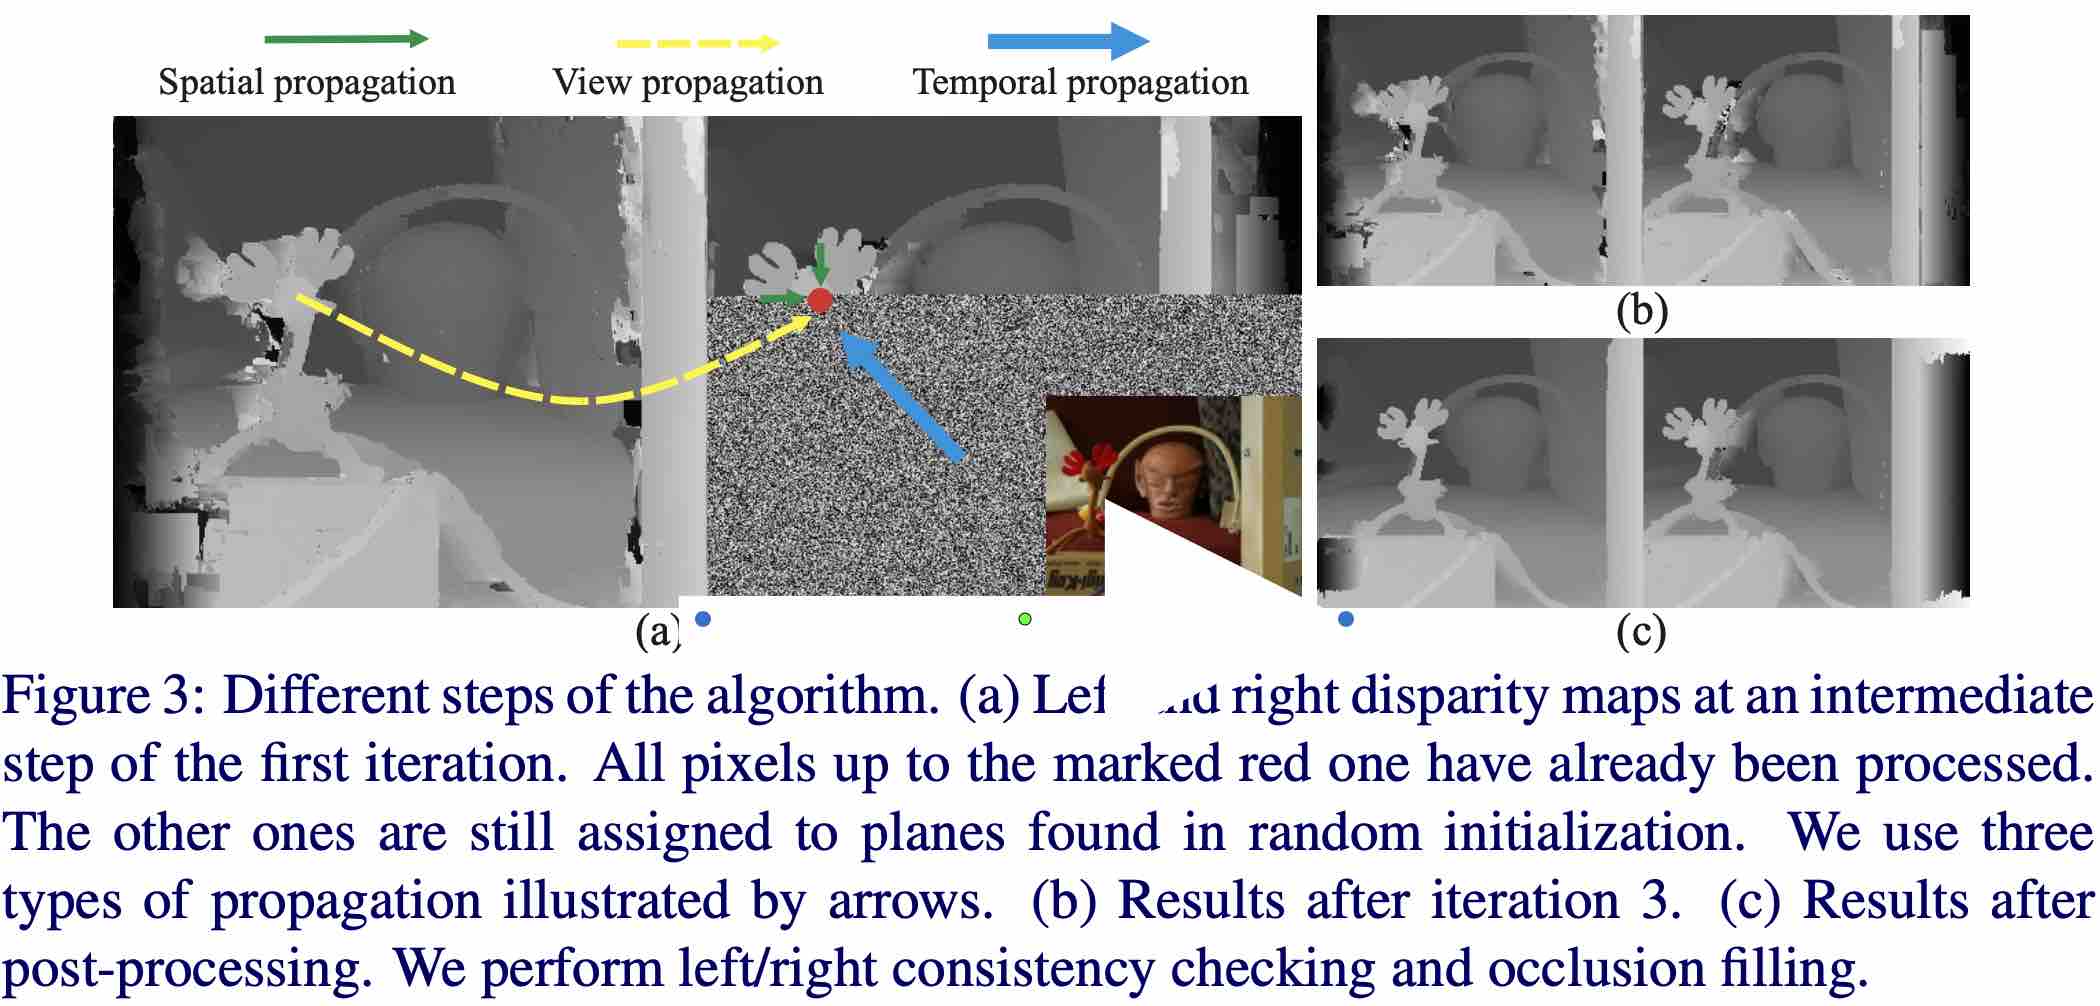 Spatial propagation View propagation Temporal propagation
(b)
(a) (c)
Figure 3: Different steps of the algorithm. (a) right disparity maps at an intermediate
step of the first iteration. All pixels up to the marked red one have already been processed.
The other ones are still assigned to planes found in random initialization. We use three
types of propagation illustrated by arrows. (b) Results after iteration 3. (c) Results after
post-processing. We perform left/right consistency checking and occlusion filling.